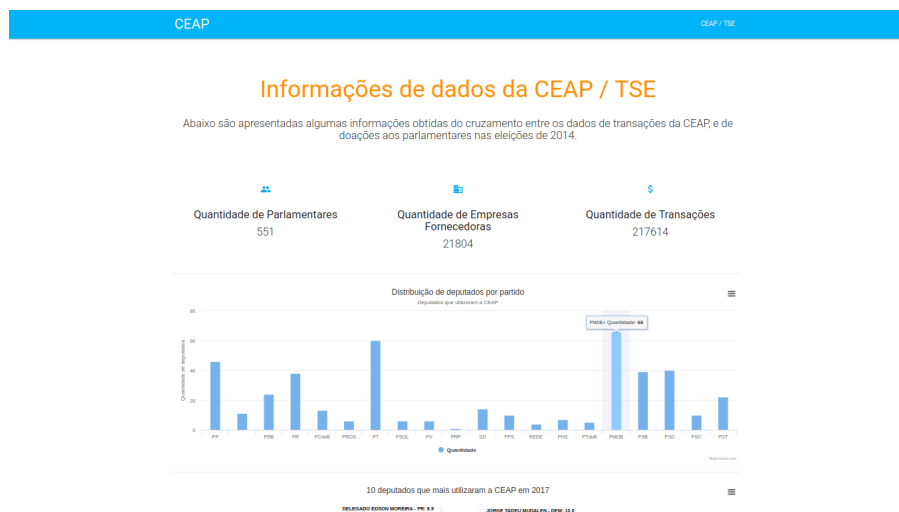 CEAP
CEAP / TSE
Informações de dados da CEAP / TSE
Abaixo são apresentadas algumas informações obtidas do cruzamento entre os dados de transações da CEAP, e de
doações aos parlamentares nas eleições de 2014.
Quantidade de Parlamentares
551
Quantidade de Empresas
Fornecedoras
21804
Quantidade de Transações
217614
Distribuição de deputados por partido
Deputados que utilizaram a CEAP
Quantidade de deputados
80
60
40
20
0
PMDB• Quantidade: 66
PP PRB PR PCdoB PROS PT PSOL PV PRP SD PPS REDE PHS PTdoB PMDB PSB PSD PSC PDT
Quantidade
Highcharts.com
10 deputados que mais utilizaram a CEAP em 2017
DELEGADO EDSON MOREIRA - PR: 8.9
JORGE TADEU MUDALEN - DEM: 12.0